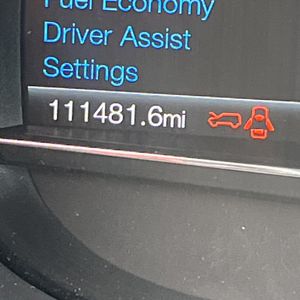 Fuel Economy
Driver Assist
Settings
111481.6mi